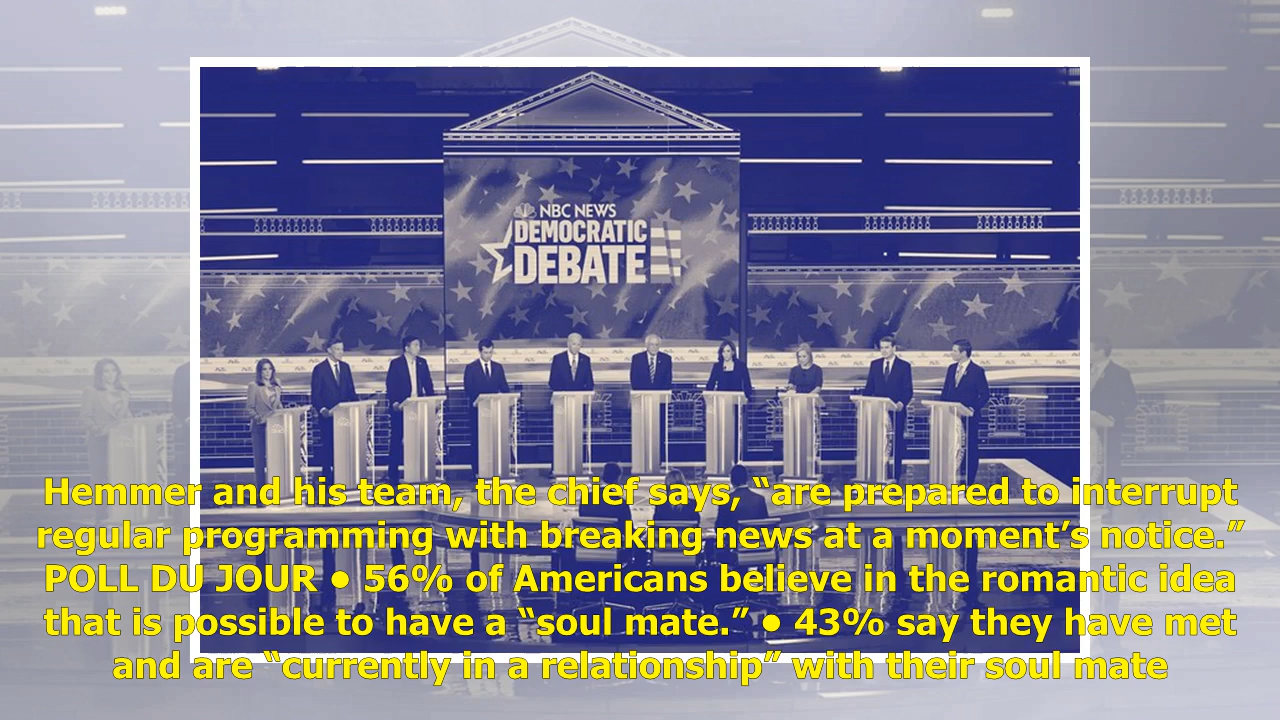 NBC NEWS
DEMOCRATIC
DEBATE
Hemmer and his team, the chief says, “are prepared to interrupt
regular programming with breaking news at a moment’s notice.”
POLL DU JOUR ● 56% of Americans believe in the romantic idea
that is possible to have a “soul mate.” ● 43% say they have met
and are “currently in a relationship” with their soul mate